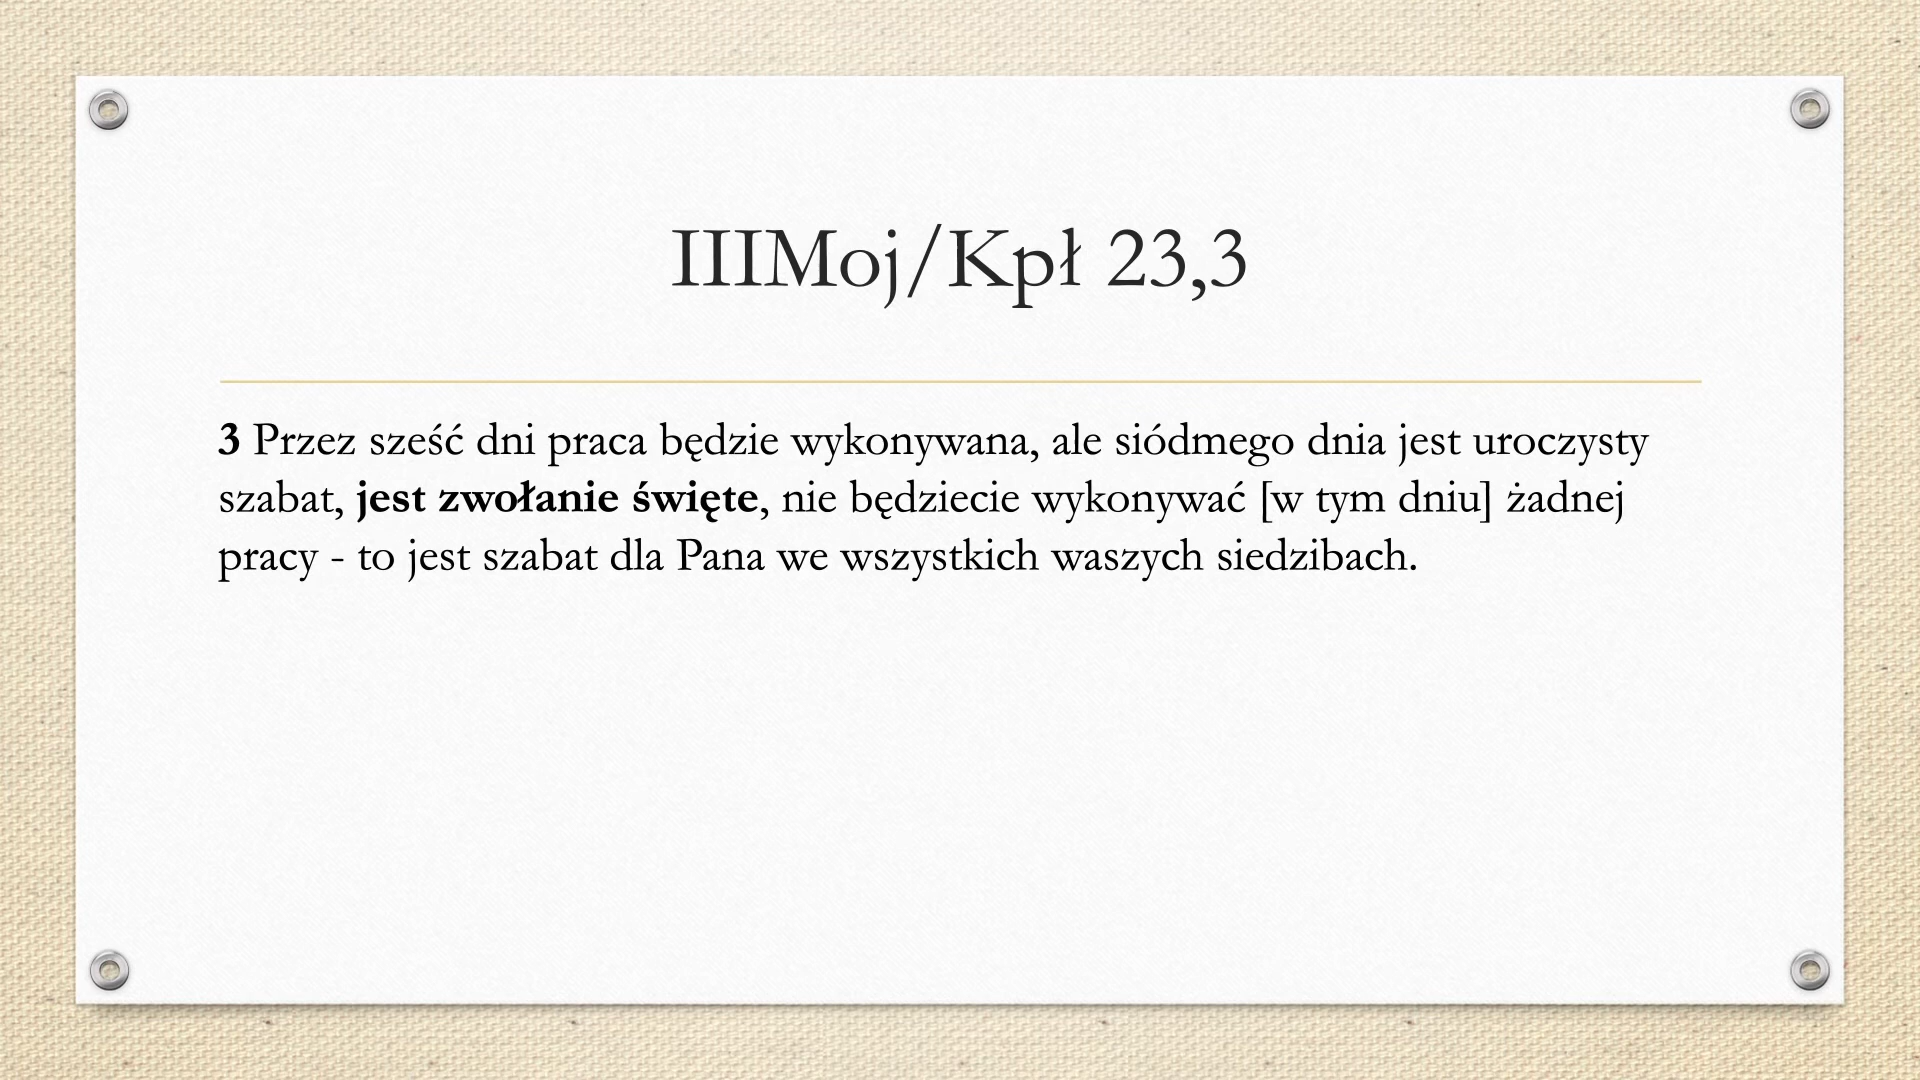 IIIMoj/Kpł 23,3
3 Przez sześć dni praca będzie wykonywana, ale siódmego dnia jest uroczysty
szabat, jest zwołanie święte, nie będziecie wykonywać [w tym dniu] żadnej
pracy - to jest szabat dla Pana we wszystkich waszych siedzibach.